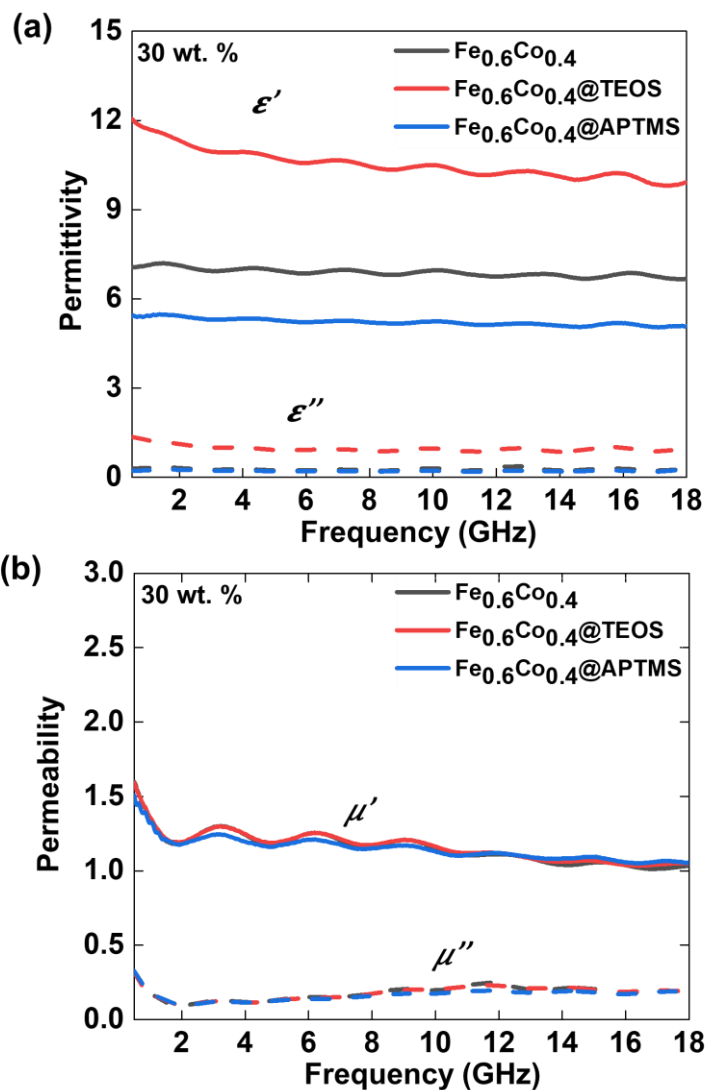 (a)
15
12
9
6
3
0
Permittivity
30 wt. %
Fe0.6Co0.4
Fe0.6Co0.4@TEOS
Fe0.6Co0.4@APTMS
ε’
ε’’
2 4 6 8 10 12 14 16 18
Frequency (GHz)
(b)
3.0
2.5
2.0
1.5
1.0
0.5
0.0
Permeability
30 wt. %
Fe0.6Co0.4
Fe0.6Co0.4@TEOS
Fe0.6Co0.4@APTMS
μ’
μ’’
2 4 6 8 10 12 14 16 18
Frequency (GHz)